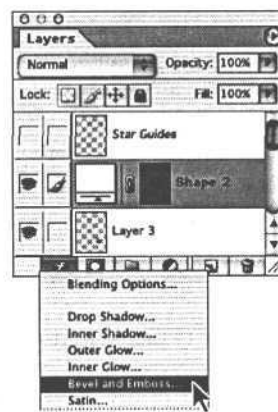 Layers
Normal Opacity: 100%
Lock: Fill: 100%
Star Guides
Shape 2
Layer 3
Blending Options...
Drop Shadow...
Inner Shadow...
Outer Glow...
Inner Glow...
Bevel and Emboss...
Satin...